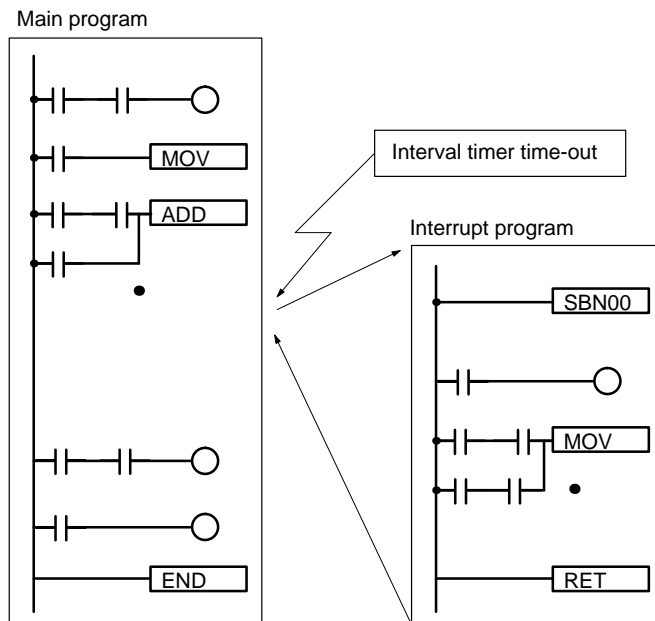 Main program
MOV
ADD
END
Interval timer time-out
Interrupt program
SBN00
MOV
RET